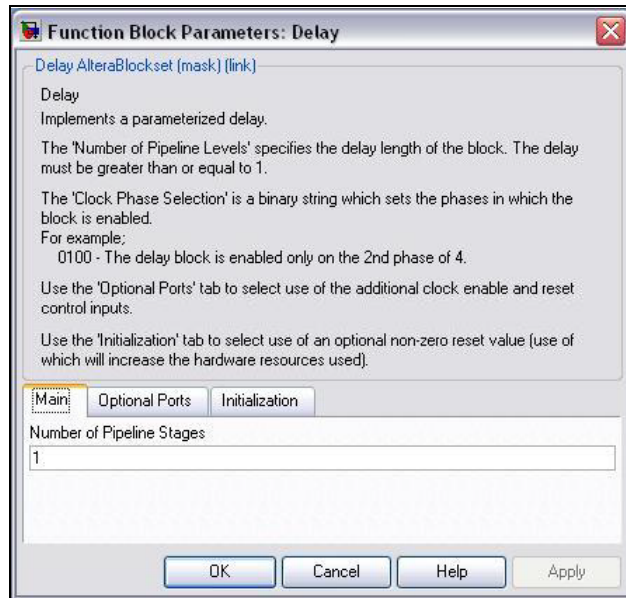 Function Block Parameters: Delay
Delay AlteraBlockset (mask) (link)
Delay
Implements a parameterized delay.
The 'Number of Pipeline Levels' specifies the delay length of the block. The delay
must be greater than or equal to 1.
The 'Clock Phase Selection' is a binary string which sets the phases in which the
block is enabled.
For example;
0100 - The delay block is enabled only on the 2nd phase of 4.
Use the 'Optional Ports' tab to select use of the additional clock enable and reset
control inputs.
Use the 'Initialization' tab to select use of an optional non-zero reset value (use of
which will increase the hardware resources used).
Main Optional Ports Initialization
Number of Pipeline Stages
1
OK Cancel Help Apply